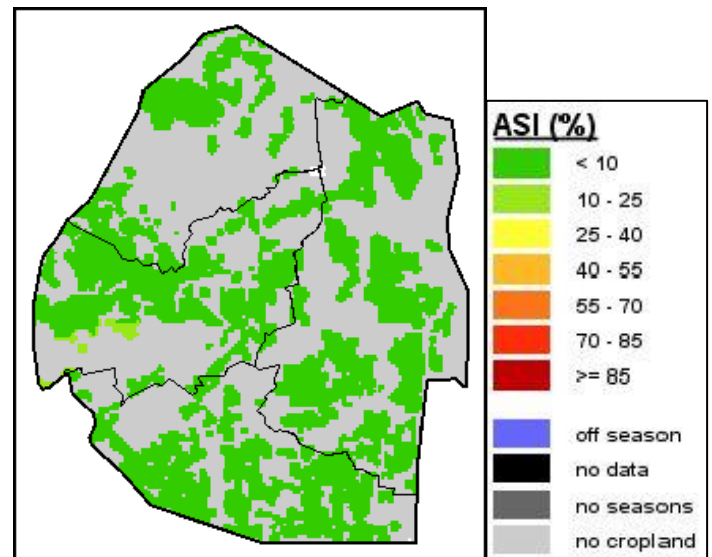 ASI (%)
< 10
10 - 25
25 - 40
40 - 55
55 - 70
70 - 85
>= 85
off season
no data
no seasons
no cropland